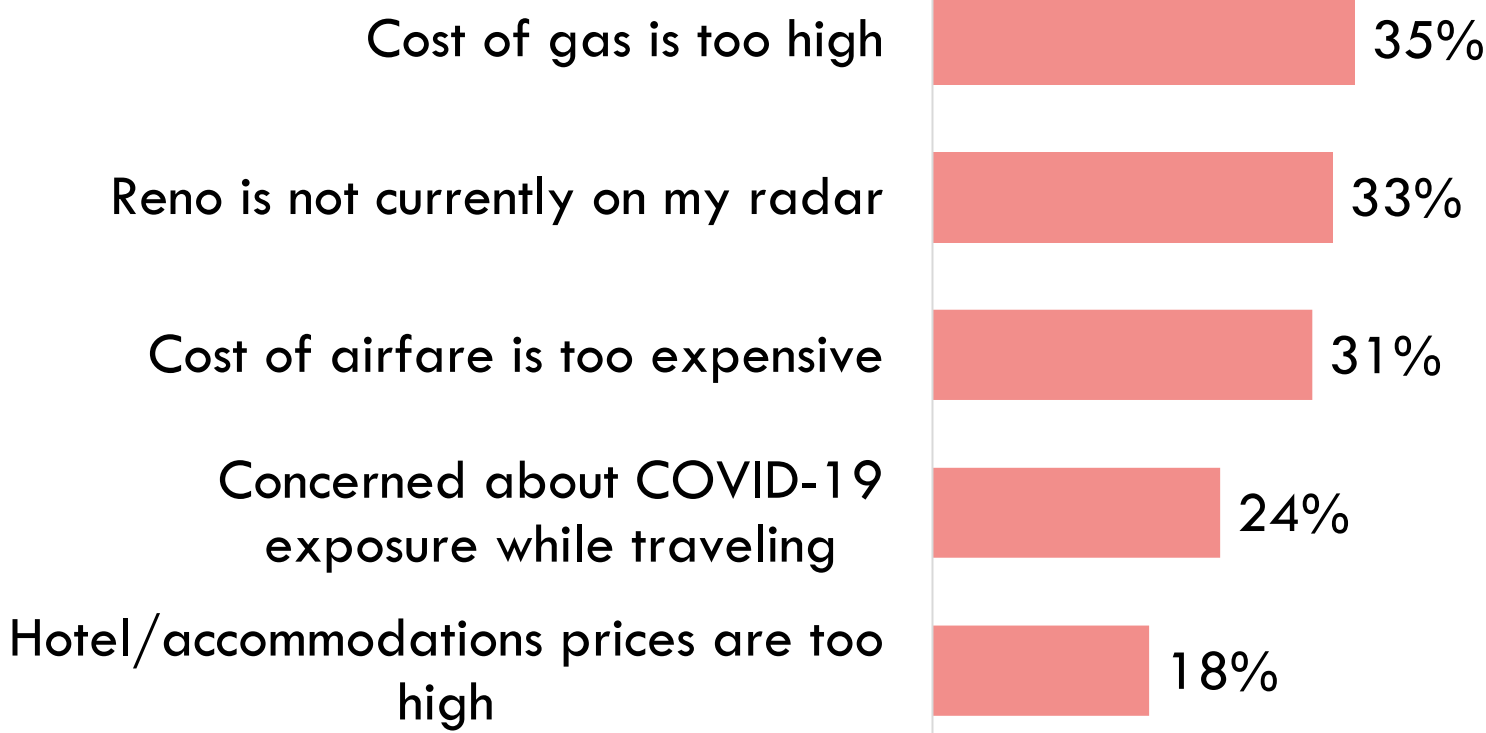 Cost of gas is too high 35%
Reno is not currently on my radar 33%
Cost of airfare is too expensive 31%
Concerned about COVID-19
exposure while traveling 24%
Hotel/accommodations prices are too
high 18%